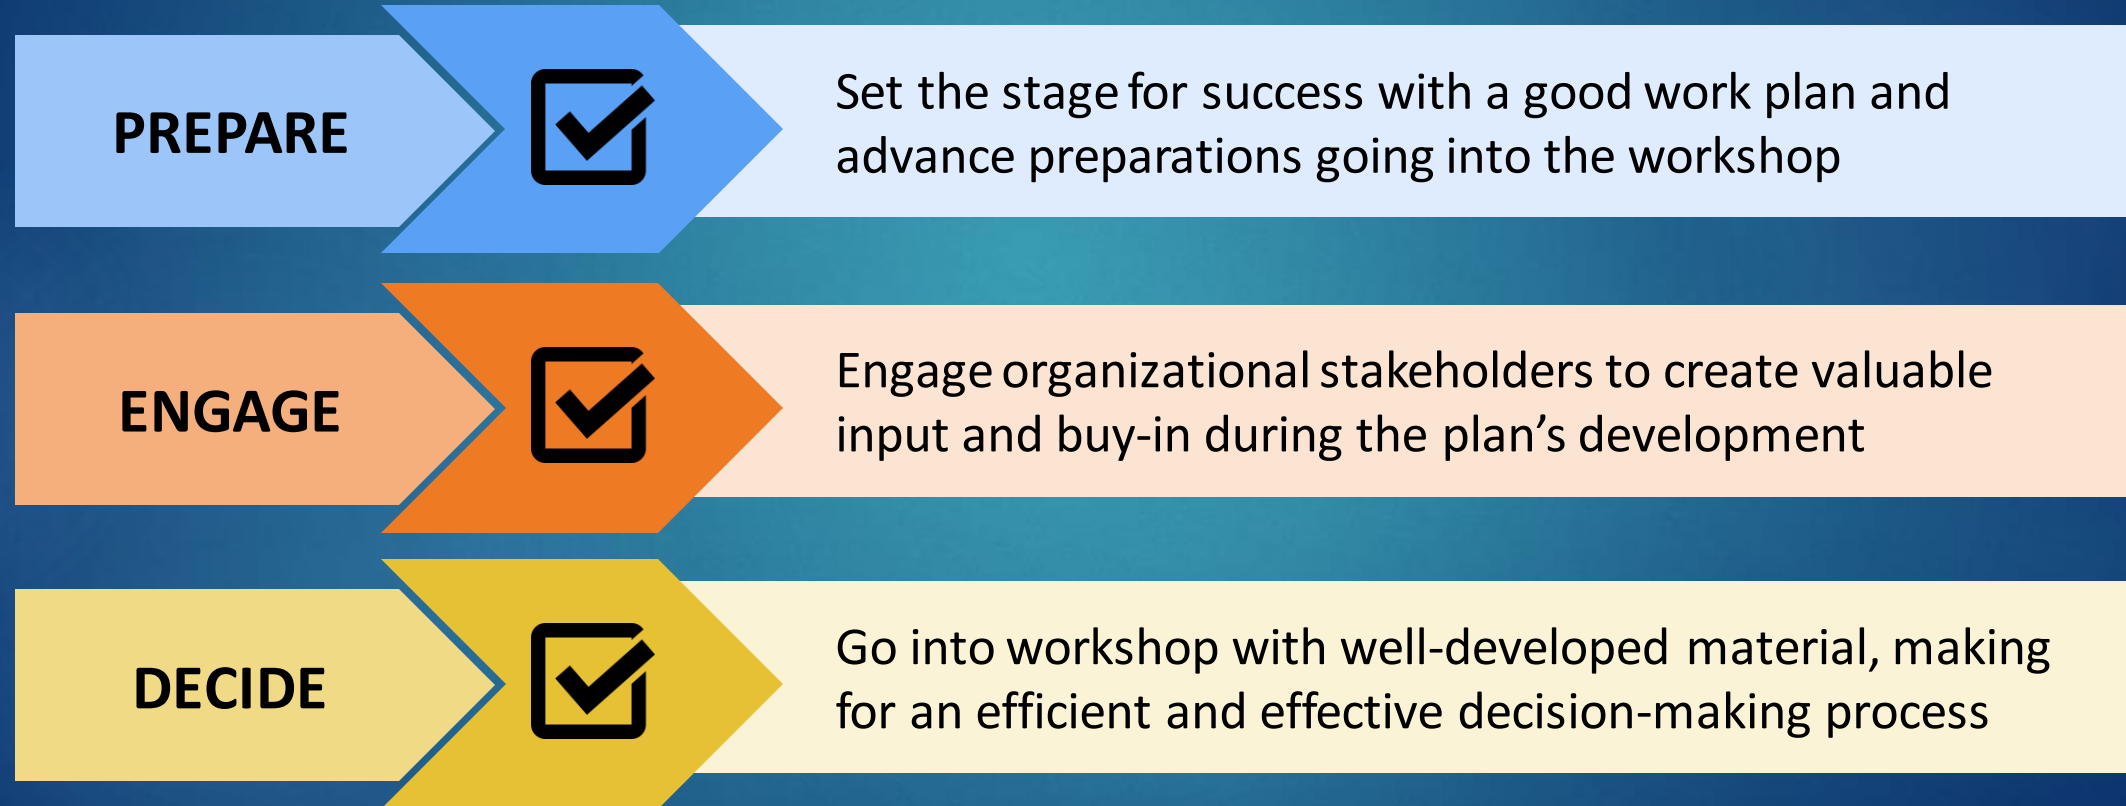 PREPARE
Set the stage for success with a good work plan and
advance preparations going into the workshop
ENGAGE
Engage organizational stakeholders to create valuable
input and buy-in during the plan’s development
DECIDE
Go into workshop with well-developed material, making
for an efficient and effective decision-making process